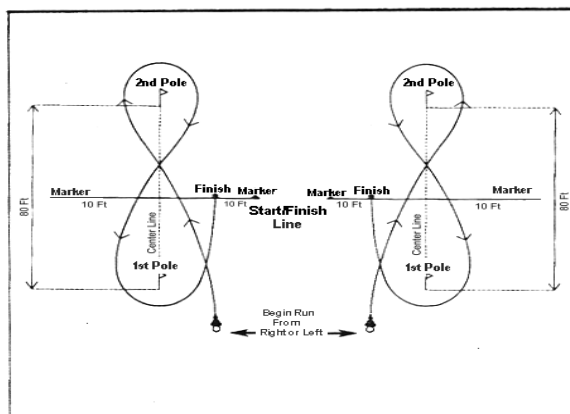 2nd Pole
2nd Pole
80 Ft
80 Ft
Marker
Finish
Marker
Marker
Finish
Marker
10 Ft
10 Ft
10 Ft
10 Ft
Start/Finish
Line
Center Line
Center Line
1st Pole
1st Pole
Begin Run
From
Right or Left